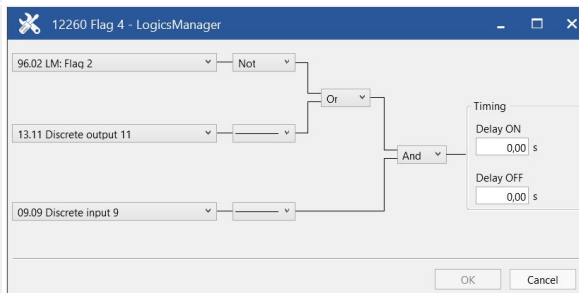 12260 Flag 4 - LogicsManager
96.02 LM: Flag 2
Not
Or
13.11 Discrete output 11
And
09.09 Discrete input 9
Timing
Delay ON
0,00 s
Delay OFF
0,00 s
OK
Cancel